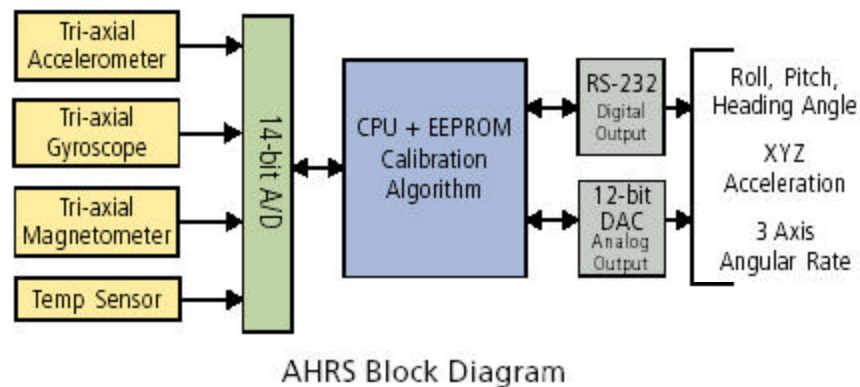 Tri-axial
Accelerometer
Tri-axial
Gyroscope
Tri-axial
Magnetometer
Temp Sensor
14-bit A/D
CPU + EEPROM
Calibration
Algorithm
RS-232
Digital
Output
12-bit
DAC
Analog
Output
Roll, Pitch,
Heading Angle
XYZ
Acceleration
3 Axis
Angular Rate
AHRS Block Diagram